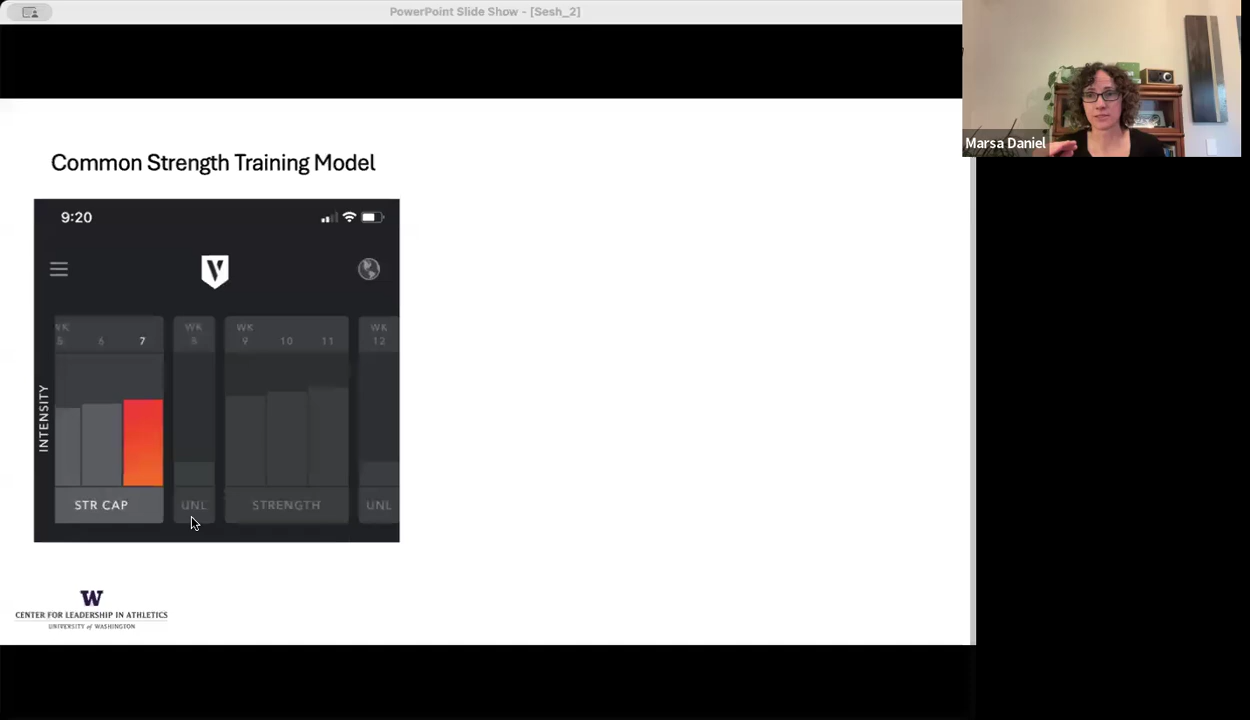 PowerPoint Slide Show - [Sesh_2]
Marsa Daniel
Common Strength Training Model
9:20
WK WK WK WK
5 6 7 8 9 10 11 12
INTENSITY
STR CAP UNL STRENGTH UNL
W
CENTER FOR LEADERSHIP IN ATHLETICS
UNIVERSITY of WASHINGTON